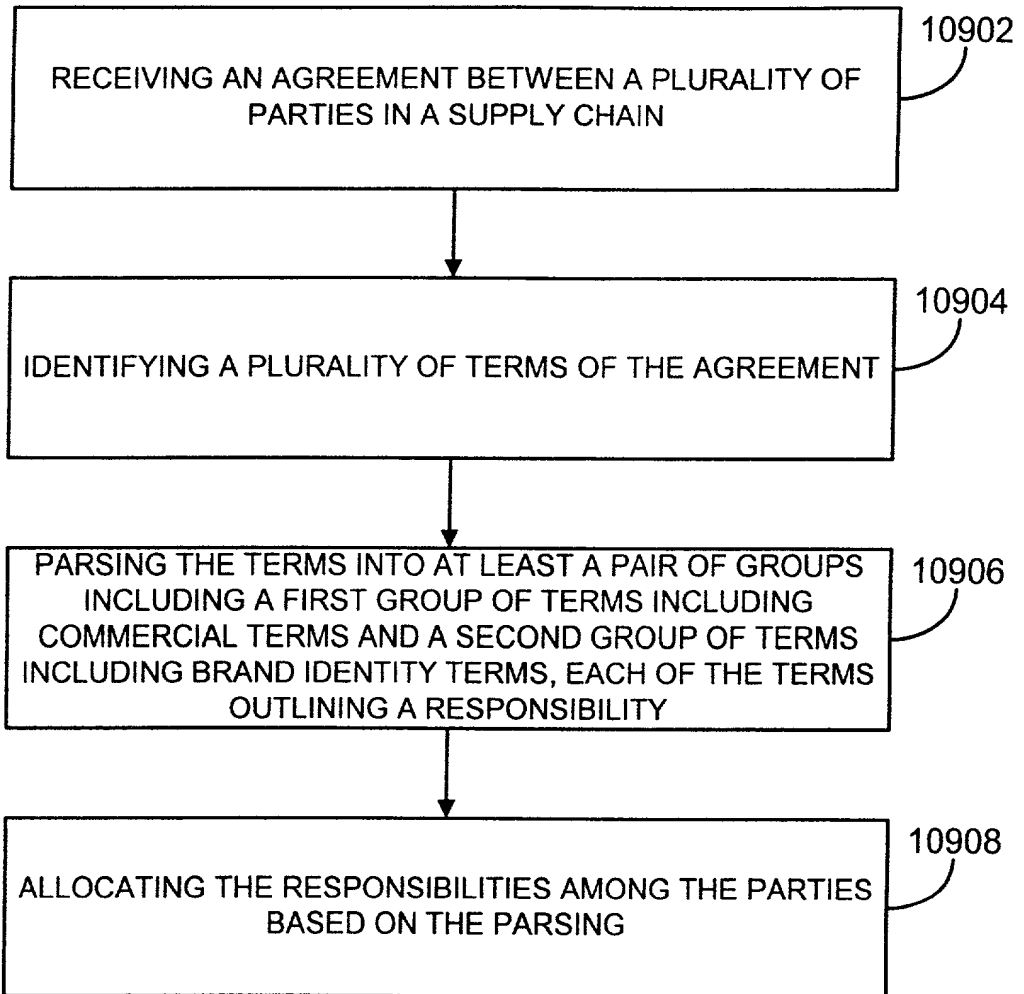 10902
RECEIVING AN AGREEMENT BETWEEN A PLURALITY OF
PARTIES IN A SUPPLY CHAIN
10904
IDENTIFYING A PLURALITY OF TERMS OF THE AGREEMENT
10906
PARSING THE TERMS INTO AT LEAST A PAIR OF GROUPS
INCLUDING A FIRST GROUP OF TERMS INCLUDING
COMMERCIAL TERMS AND A SECOND GROUP OF TERMS
INCLUDING BRAND IDENTITY TERMS, EACH OF THE TERMS
OUTLINING A RESPONSIBILITY
10908
ALLOCATING THE RESPONSIBILITIES AMONG THE PARTIES
BASED ON THE PARSING